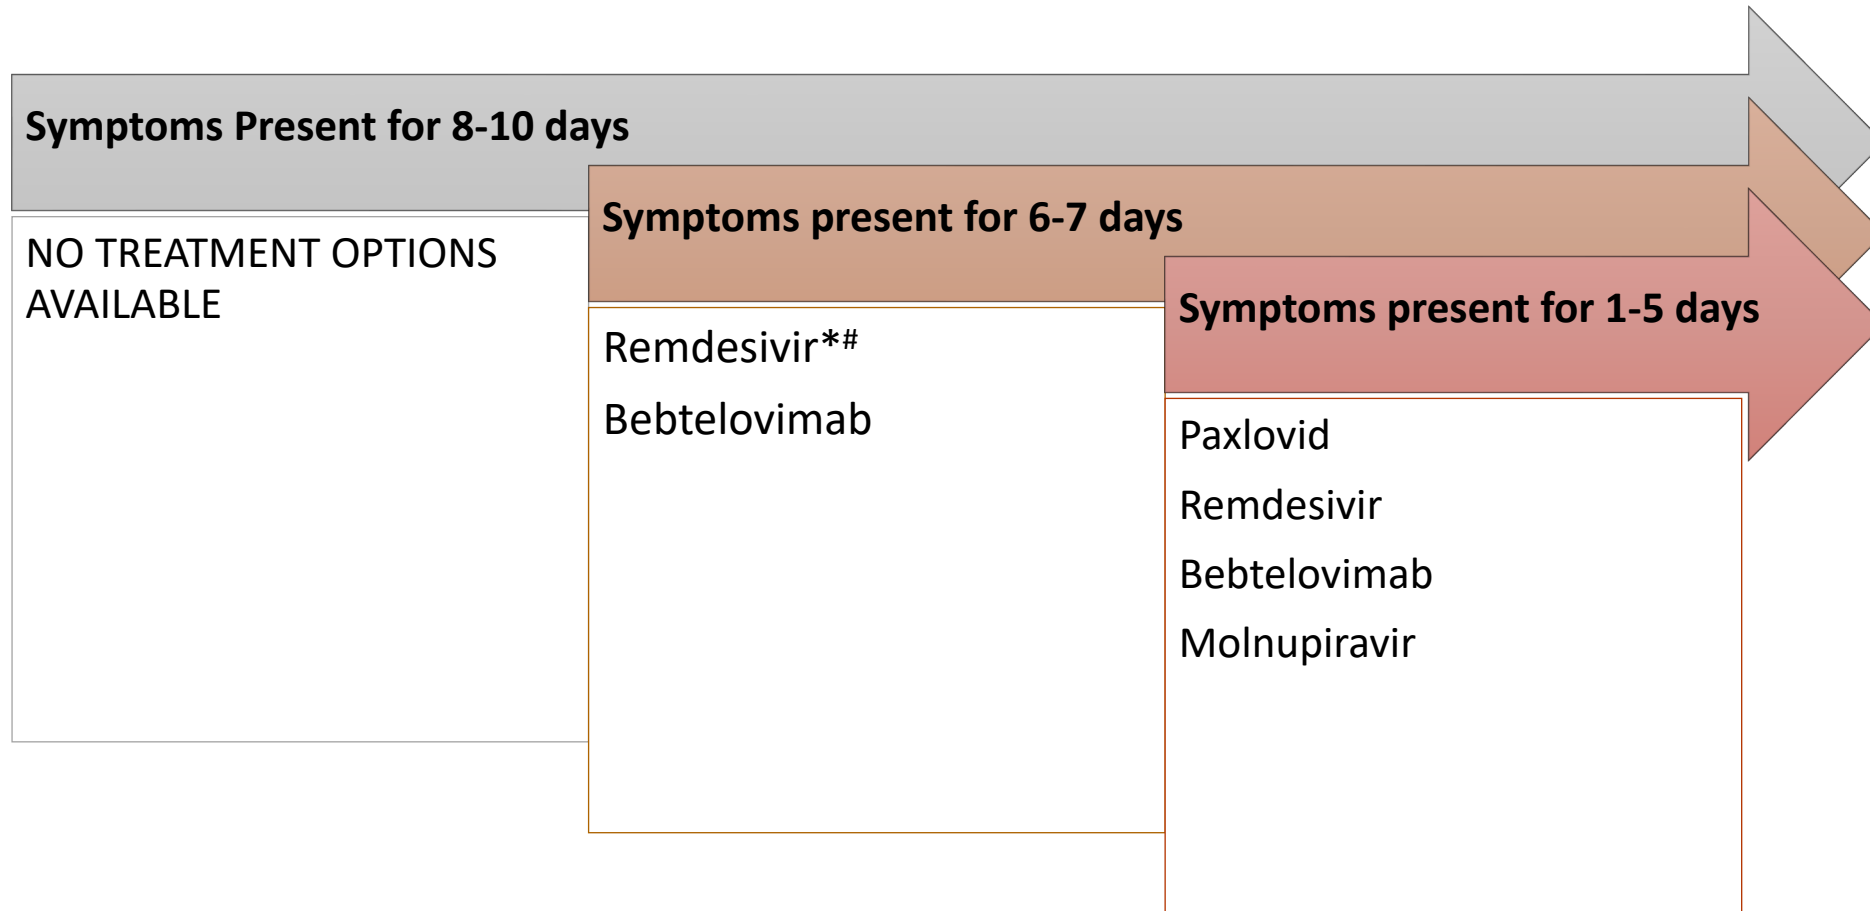 Symptoms Present for 8-10 days
NO TREATMENT OPTIONS
AVAILABLE
Symptoms present for 6-7 days
Remdesivir*#
Bebtelovimab
Symptoms present for 1-5 days
Paxlovid
Remdesivir
Bebtelovimab
Molnupiravir